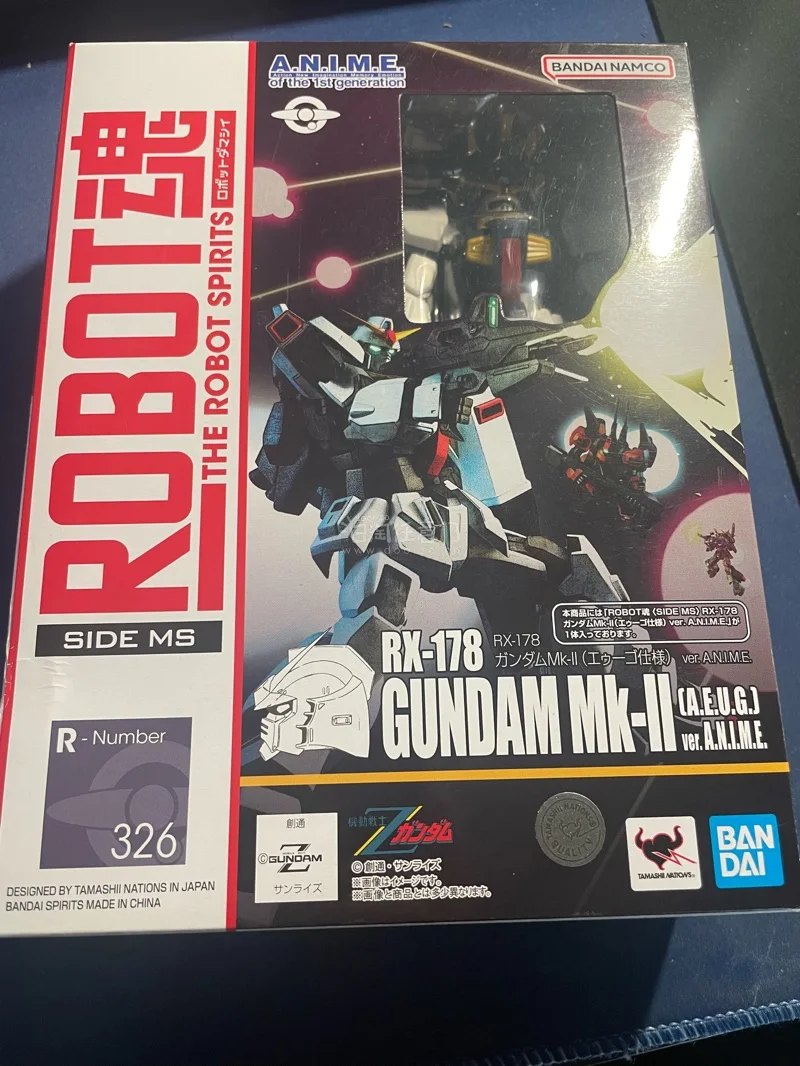 ROBOT魂
THE ROBOT SPIRITS
ロボットダマシイ
SIDE MS
R - Number
326
DESIGNED BY TAMASHII NATIONS IN JAPAN
BANDAI SPIRITS MADE IN CHINA
A.N.I.M.E.
Action New Imagination Memory Emotion
of the 1st generation
BANDAI NAMCO
本商品には「ROBOT魂〈SIDE MS〉RX-178
ガンダムMk-II(エゥーゴ仕様) ver. A.N.I.M.E.」が
1体入っております。
RX-178
RX-178
ガンダムMk-II(エゥーゴ仕様) ver. A.N.I.M.E.
GUNDAM Mk-II (A.E.U.G.)
ver. A.N.I.M.E.
創通
©GUNDAM
サンライズ
機動戦士Zガンダム
©創通・サンライズ
※画像はイメージです。
※画像と商品とは多少異なります。
TAMASHII NATIONS
QUALITY
TAMASHII NATIONS®
BAN
DAI